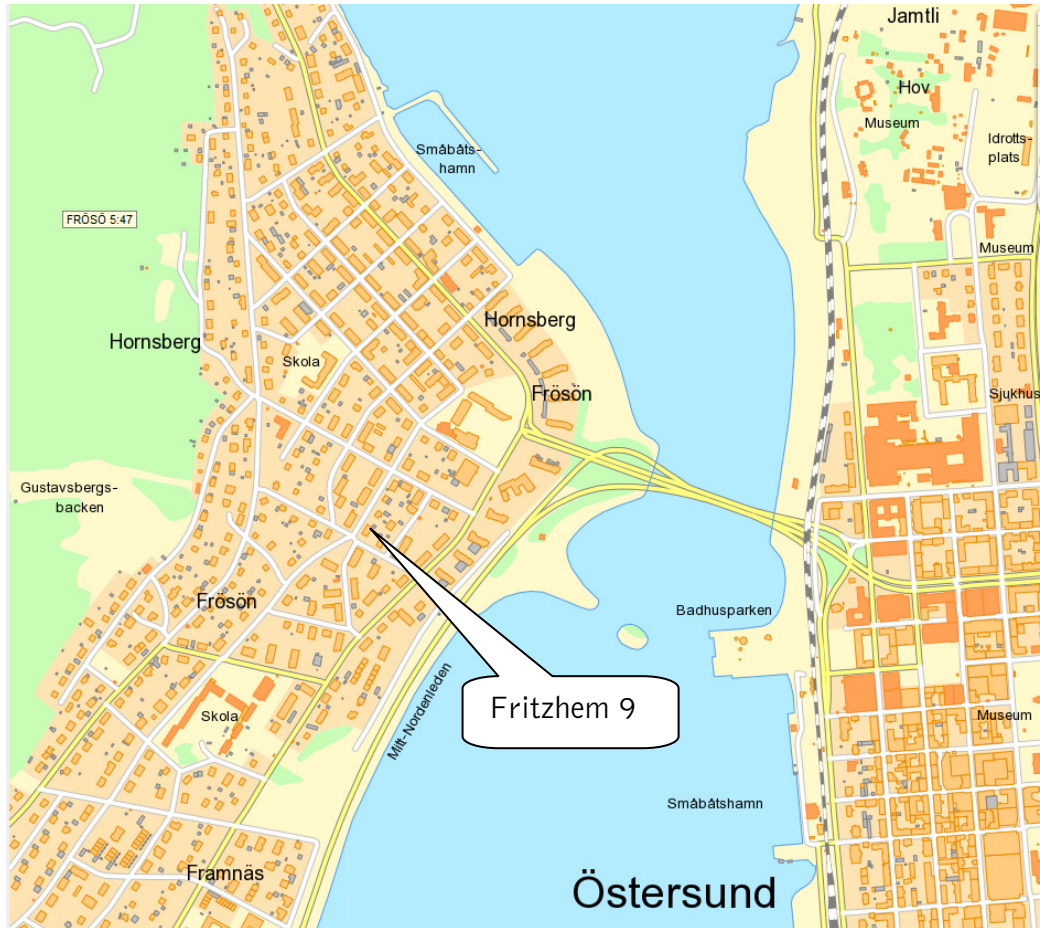 Jamtli
Hov
Museum
Idrotts-
plats
Småbåts-
hamn
FRÖSÖ 5:47
Museum
Hornsberg
Hornsberg
Skola
Frösön
Sjukhus
Gustavsbergs-
backen
Frösön
Badhusparken
Mitt-Nordenleden
Fritzhem 9
Skola
Museum
Småbåtshamn
Framnäs
Östersund